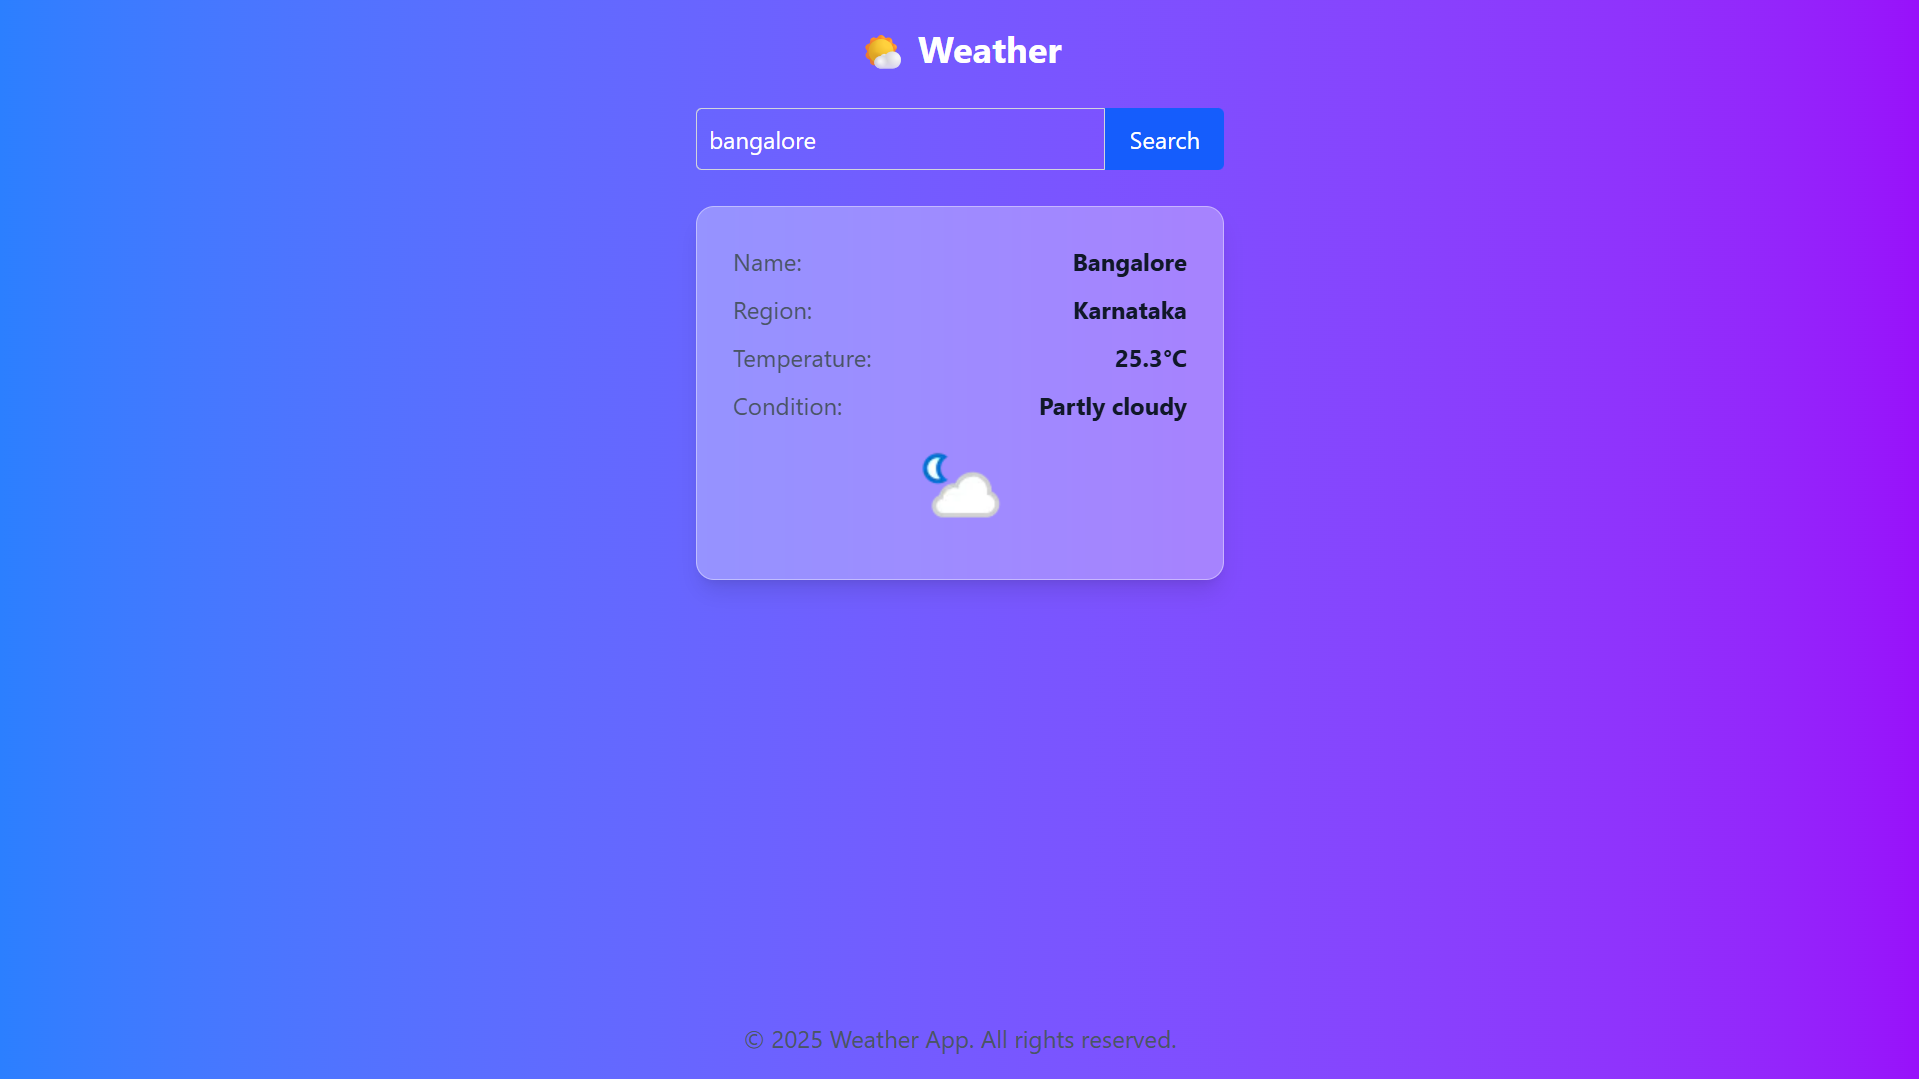 Weather
bangalore
Search
Name: Bangalore
Region: Karnataka
Temperature: 25.3°C
Condition: Partly cloudy
© 2025 Weather App. All rights reserved.